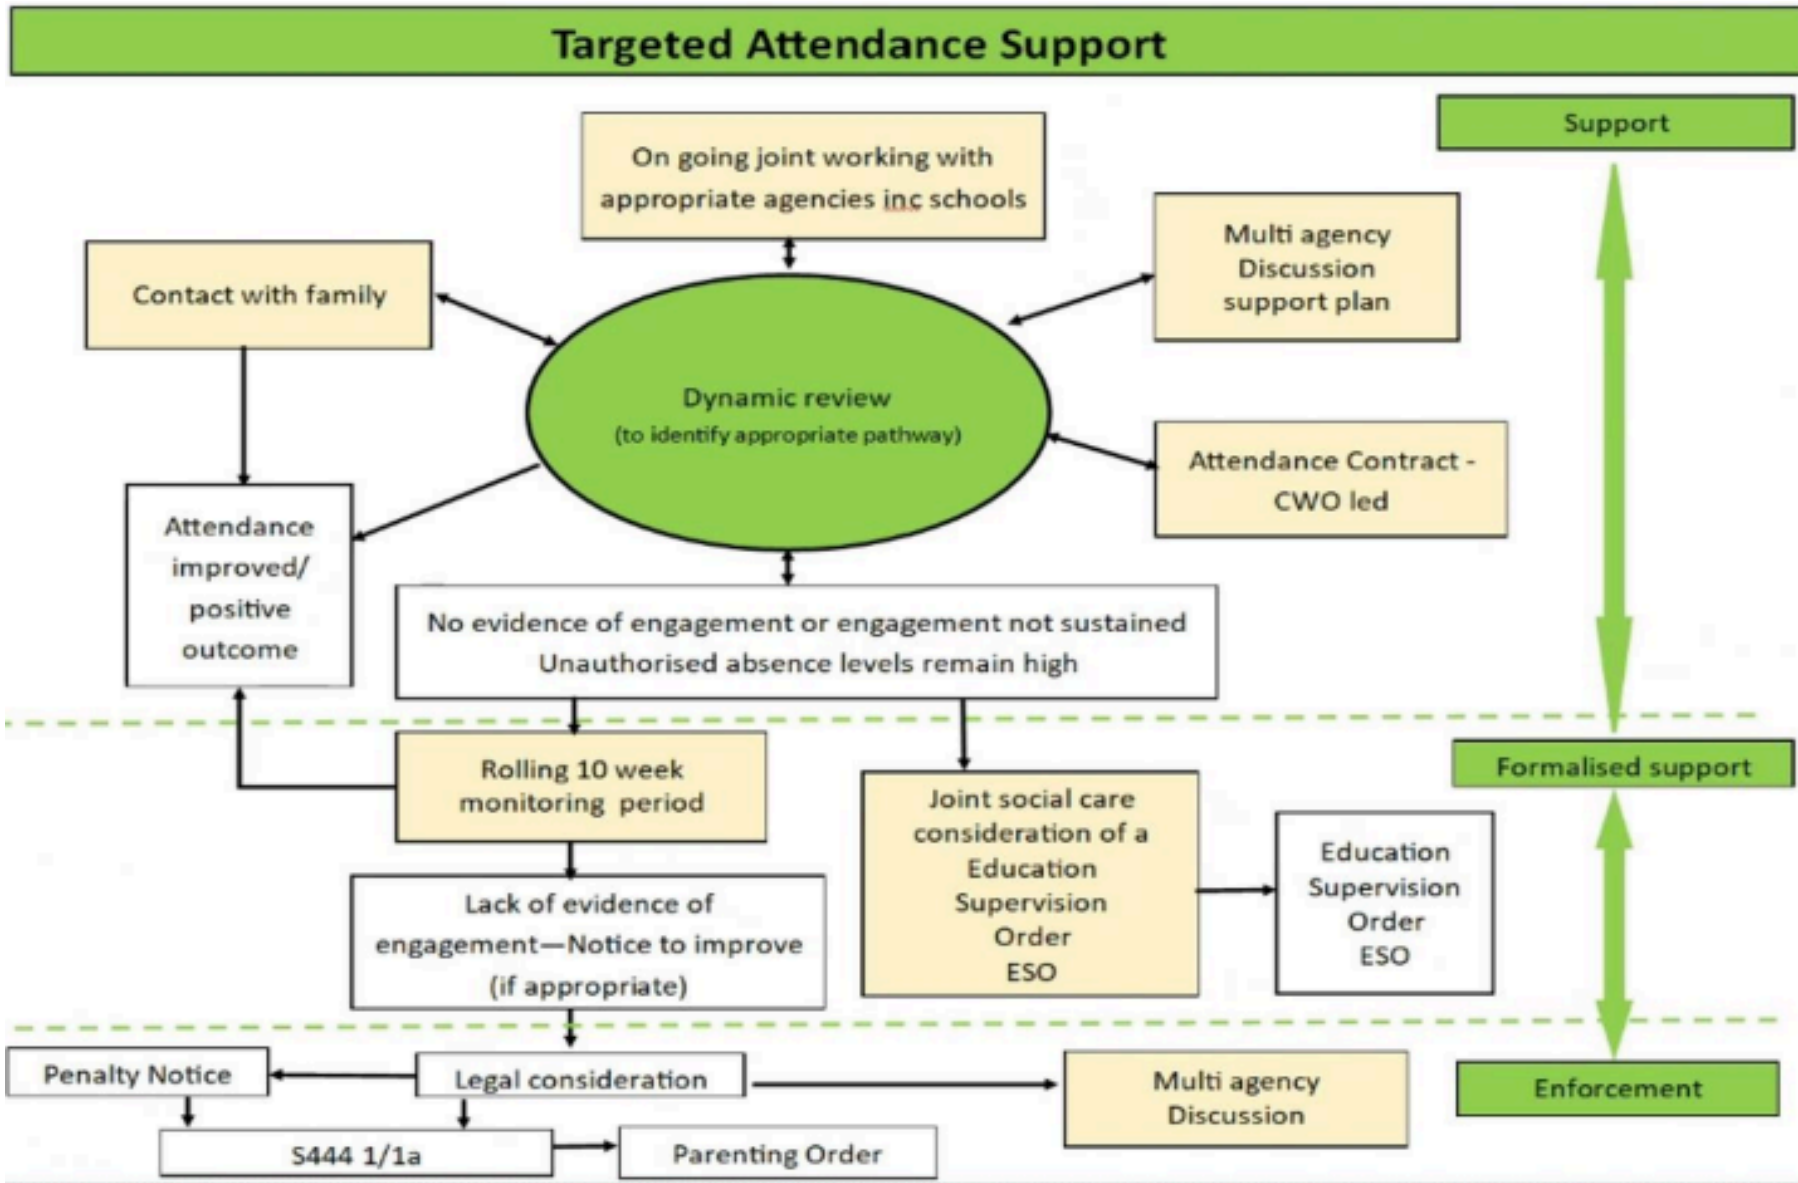 Targeted Attendance Support
Support
On going joint working with
appropriate agencies inc schools
Multi agency
Discussion
support plan
Contact with family
Dynamic review
(to identify appropriate pathway)
Attendance Contract -
CWO led
Attendance
improved/
positive
outcome
No evidence of engagement or engagement not sustained
Unauthorised absence levels remain high
Formalised support
Rolling 10 week
monitoring period
Joint social care
consideration of a
Education
Supervision
Order
ESO
Education
Supervision
Order
ESO
Lack of evidence of
engagement—Notice to improve
(if appropriate)
Penalty Notice
Legal consideration
Multi agency
Discussion
Enforcement
S444 1/1a
Parenting Order